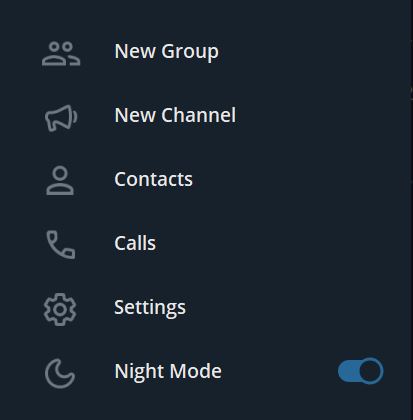 New Group
New Channel
Contacts
Calls
Settings
Night Mode